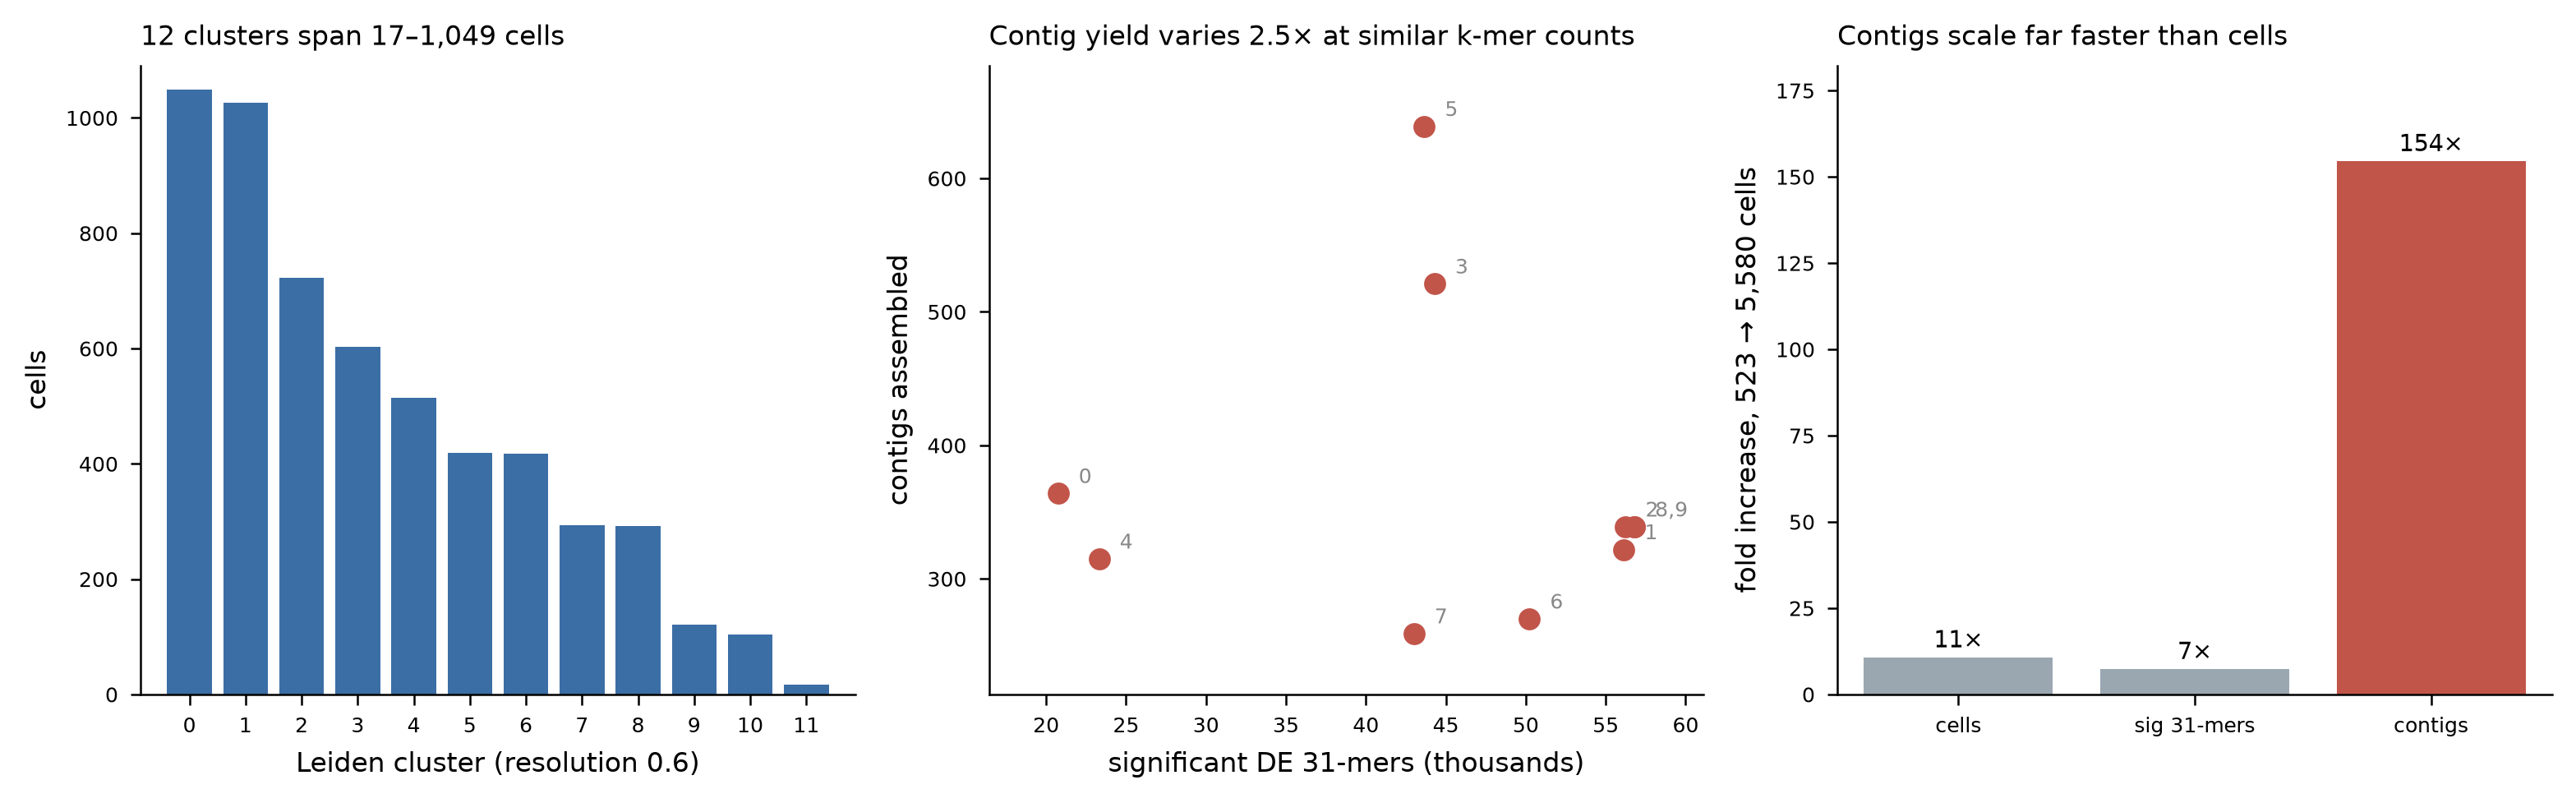 12 clusters span 17–1,049 cells
cells
1000
800
600
400
200
0
0 1 2 3 4 5 6 7 8 9 10 11
Leiden cluster (resolution 0.6)
Contig yield varies 2.5× at similar k-mer counts
contigs assembled
600
500
400
300
5
3
0
4
2
8,9
1
6
7
20 25 30 35 40 45 50 55 60
significant DE 31-mers (thousands)
Contigs scale far faster than cells
fold increase, 523 → 5,580 cells
175
150
125
100
75
50
25
0
11×
7×
154×
cells sig 31-mers contigs